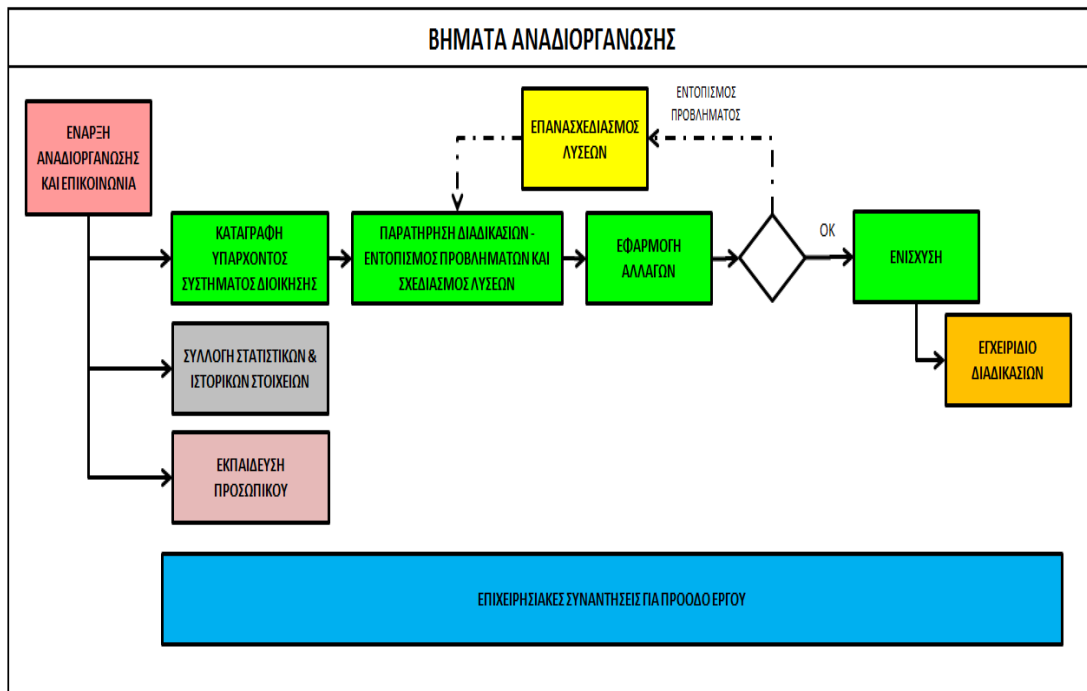 ΒΗΜΑΤΑ ΑΝΑΔΙΟΡΓΑΝΩΣΗΣ
ΕΝΑΡΞΗ
ΑΝΑΔΙΟΡΓΑΝΩΣΗΣ
ΚΑΙ ΕΠΙΚΟΙΝΩΝΙΑ
ΕΠΑΝΑΣΧΕΔΙΑΣΜΟΣ
ΛΥΣΕΩΝ
ΕΝΤΟΠΙΣΜΟΣ
ΠΡΟΒΛΗΜΑΤΟΣ
ΚΑΤΑΓΡΑΦΗ
ΥΠΑΡΧΟΝΤΟΣ
ΣΥΣΤΗΜΑΤΟΣ ΔΙΟΙΚΗΣΗΣ
ΠΑΡΑΤΗΡΗΣΗ ΔΙΑΔΙΚΑΣΙΩΝ -
ΕΝΤΟΠΙΣΜΟΣ ΠΡΟΒΛΗΜΑΤΩΝ ΚΑΙ
ΣΧΕΔΙΑΣΜΟΣ ΛΥΣΕΩΝ
ΕΦΑΡΜΟΓΗ
ΑΛΛΑΓΩΝ
ΟΚ
ΕΝΙΣΧΥΣΗ
ΕΓΧΕΙΡΙΔΙΟ
ΔΙΑΔΙΚΑΣΙΩΝ
ΣΥΛΛΟΓΗ ΣΤΑΤΙΣΤΙΚΩΝ &
ΙΣΤΟΡΙΚΩΝ ΣΤΟΙΧΕΙΩΝ
ΕΚΠΑΙΔΕΥΣΗ
ΠΡΟΣΩΠΙΚΟΥ
ΕΠΙΧΕΙΡΗΣΙΑΚΕΣ ΣΥΝΑΝΤΗΣΕΙΣ ΓΙΑ ΠΡΟΟΔΟ ΕΡΓΟΥ